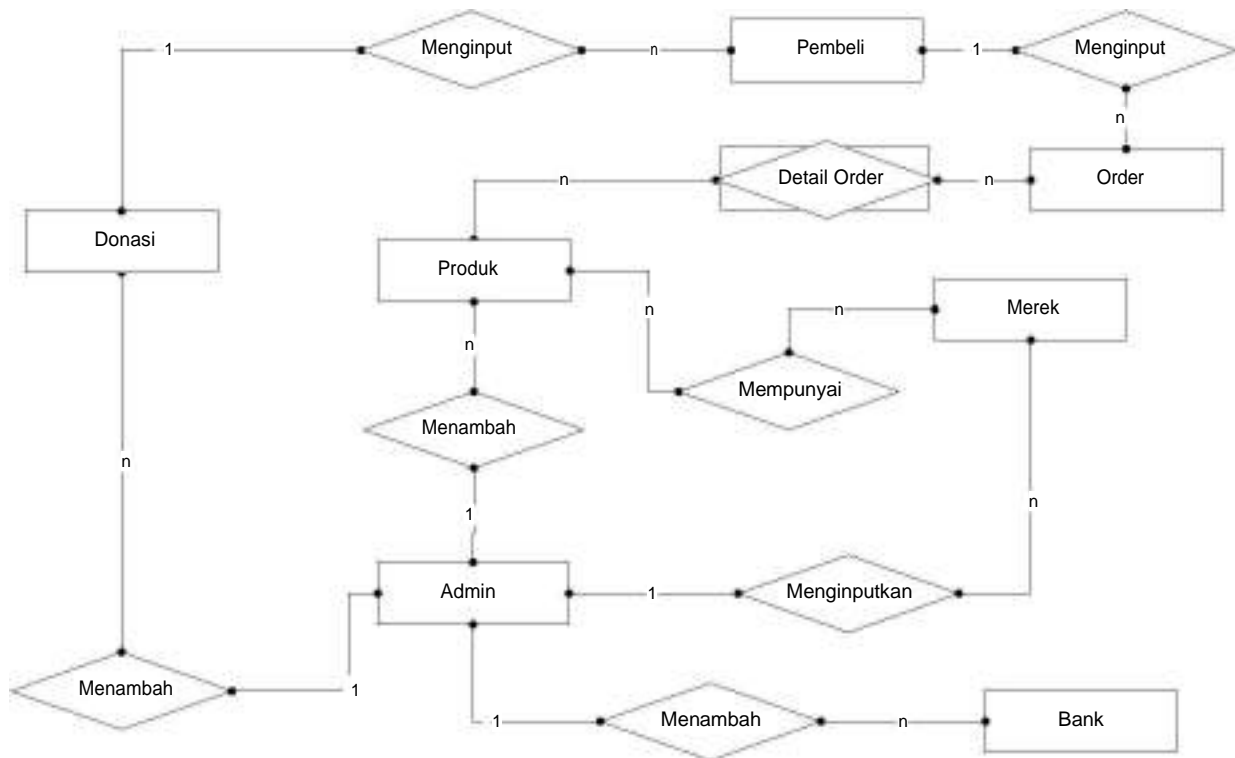 1
Menginput
n
Pembeli
1
Menginput
n
n
Detail Order
n
Order
Donasi
Produk
n
n
Merek
n
Mempunyai
Menambah
n
n
1
Admin
1
Menginputkan
Menambah
1
1
Menambah
n
Bank